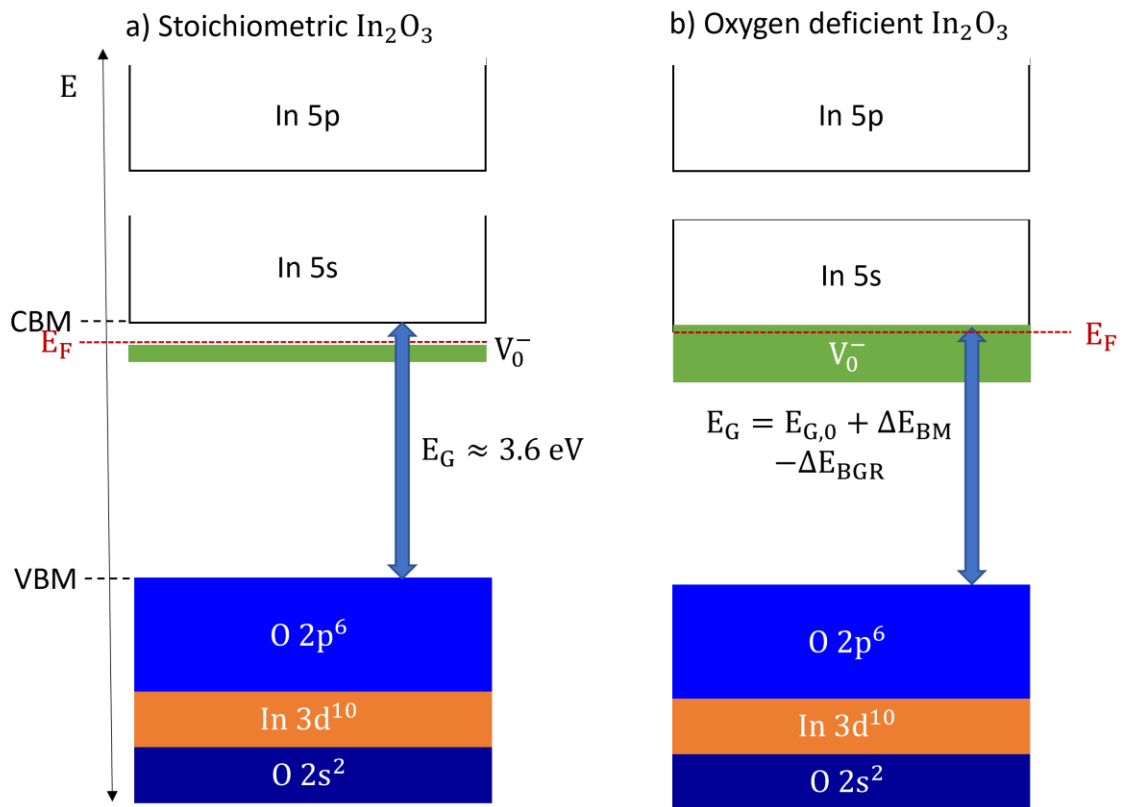 a) Stoichiometric In₂O₃
b) Oxygen deficient In₂O₃
E
In 5p
In 5p
In 5s
In 5s
CBM
E_F
V₀⁻
V₀⁻
E_F
E_G ≈ 3.6 eV
E_G = E_G,0 + ΔE_BM
−ΔE_BGR
VBM
O 2p⁶
O 2p⁶
In 3d¹⁰
In 3d¹⁰
O 2s²
O 2s²